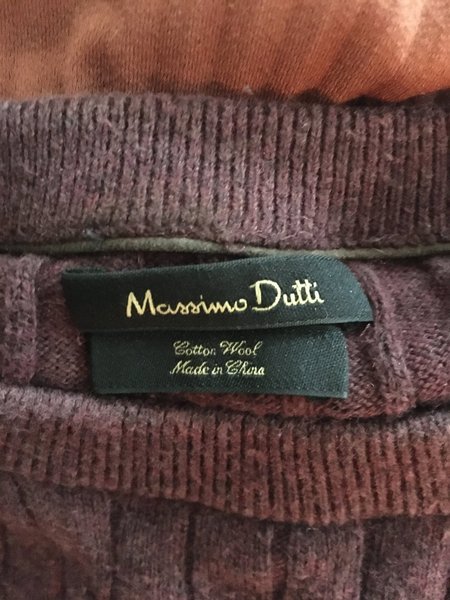 Massimo Dutti
Cotton Wool
Made in China